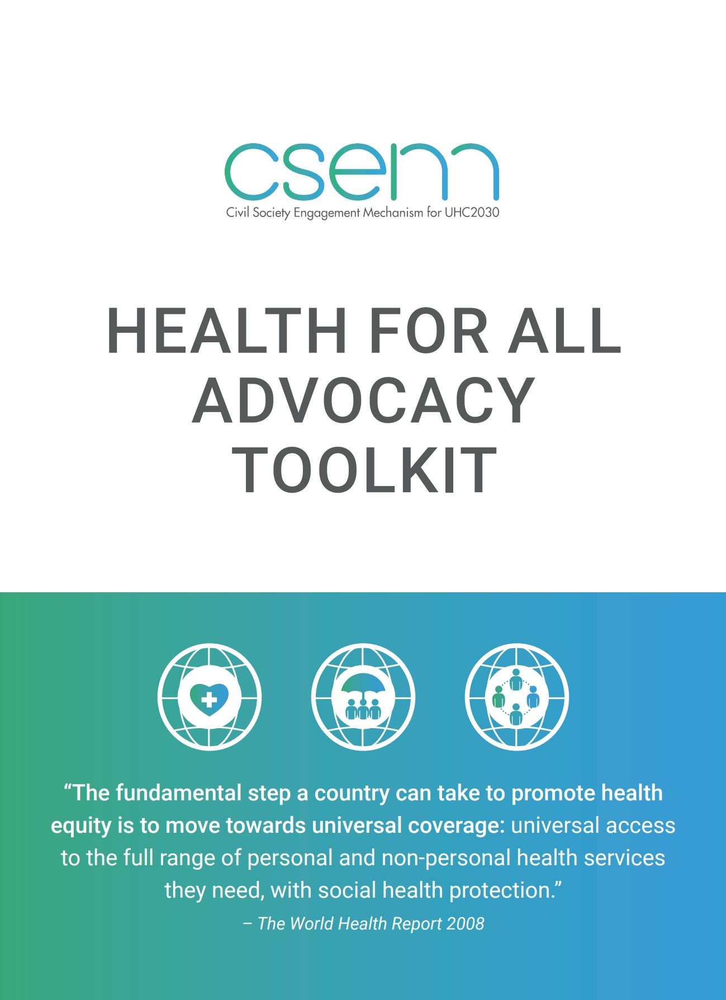 csem
Civil Society Engagement Mechanism for UHC2030
HEALTH FOR ALL
ADVOCACY
TOOLKIT
“The fundamental step a country can take to promote health
equity is to move towards universal coverage: universal access
to the full range of personal and non-personal health services
they need, with social health protection.”
– The World Health Report 2008